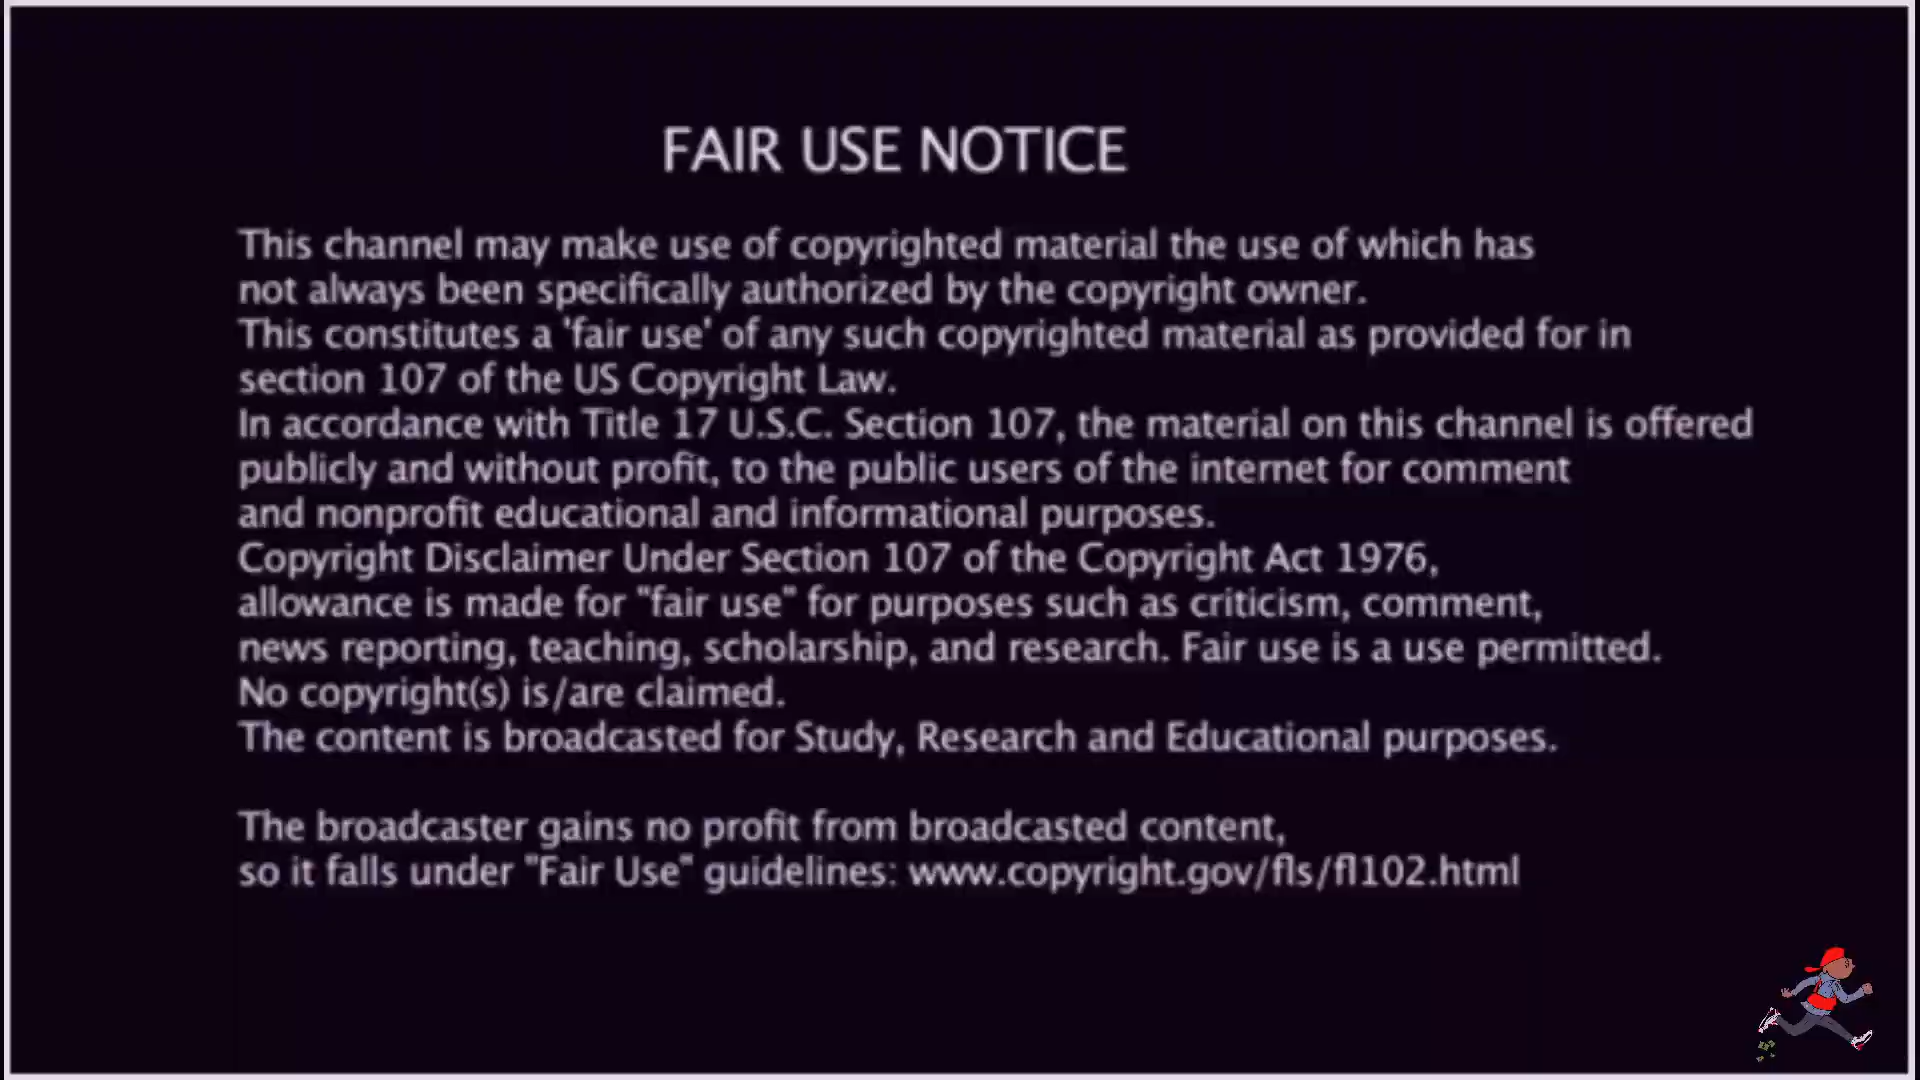 FAIR USE NOTICE
This channel may make use of copyrighted material the use of which has
not always been specifically authorized by the copyright owner.
This constitutes a 'fair use' of any such copyrighted material as provided for in
section 107 of the US Copyright Law.
In accordance with Title 17 U.S.C. Section 107, the material on this channel is offered
publicly and without profit, to the public users of the internet for comment
and nonprofit educational and informational purposes.
Copyright Disclaimer Under Section 107 of the Copyright Act 1976,
allowance is made for "fair use" for purposes such as criticism, comment,
news reporting, teaching, scholarship, and research. Fair use is a use permitted.
No copyright(s) is/are claimed.
The content is broadcasted for Study, Research and Educational purposes.
The broadcaster gains no profit from broadcasted content,
so it falls under "Fair Use" guidelines: www.copyright.gov/fls/fl102.html